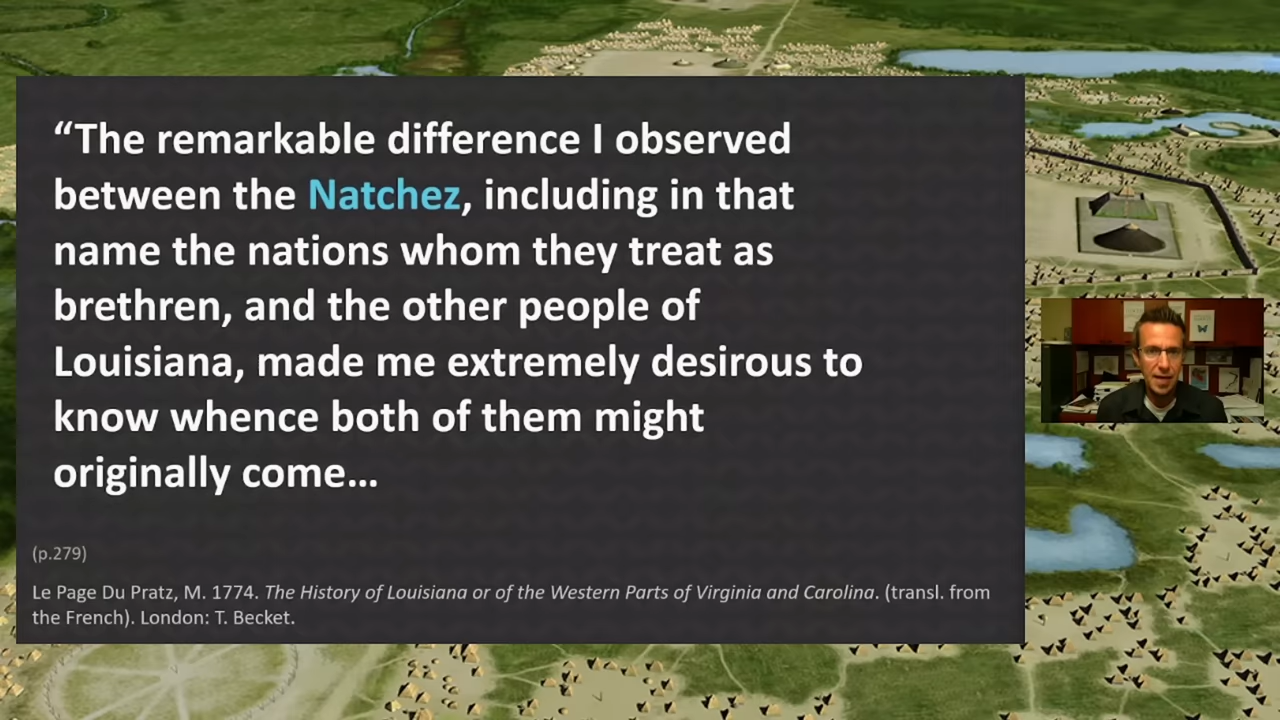 “The remarkable difference I observed
between the Natchez, including in that
name the nations whom they treat as
brethren, and the other people of
Louisiana, made me extremely desirous to
know whence both of them might
originally come…
(p.279)
Le Page Du Pratz, M. 1774. The History of Louisiana or of the Western Parts of Virginia and Carolina. (transl. from
the French). London: T. Becket.